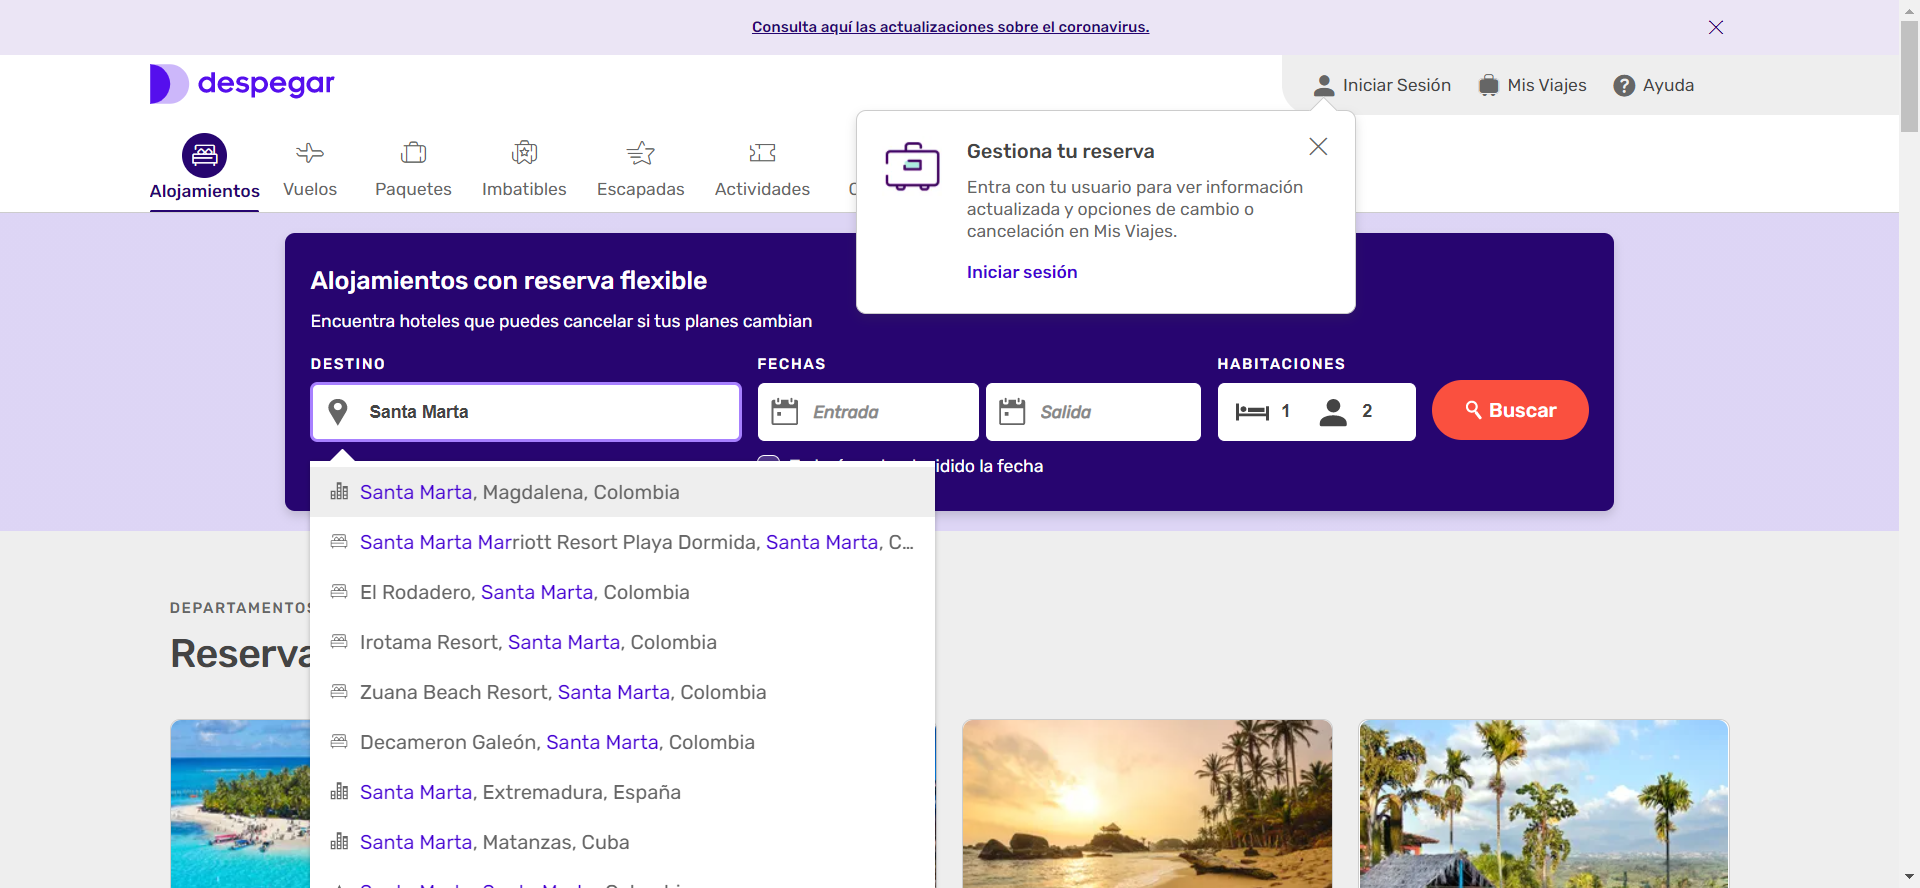 Consulta aquí las actualizaciones sobre el coronavirus.
despegar
Iniciar Sesión
Mis Viajes
Ayuda
Alojamientos
Vuelos
Paquetes
Imbatibles
Escapadas
Actividades
Gestiona tu reserva
Entra con tu usuario para ver información
actualizada y opciones de cambio o
cancelación en Mis Viajes.
Iniciar sesión
Alojamientos con reserva flexible
Encuentra hoteles que puedes cancelar si tus planes cambian
DESTINO
FECHAS
HABITACIONES
Santa Marta
Entrada
Salida
1
2
Buscar
la fecha
Santa Marta, Magdalena, Colombia
Santa Marta Marriott Resort Playa Dormida, Santa Marta, C...
El Rodadero, Santa Marta, Colombia
Irotama Resort, Santa Marta, Colombia
Zuana Beach Resort, Santa Marta, Colombia
Decameron Galeón, Santa Marta, Colombia
Santa Marta, Extremadura, España
Santa Marta, Matanzas, Cuba
DEPARTAMENTOS
Reserva